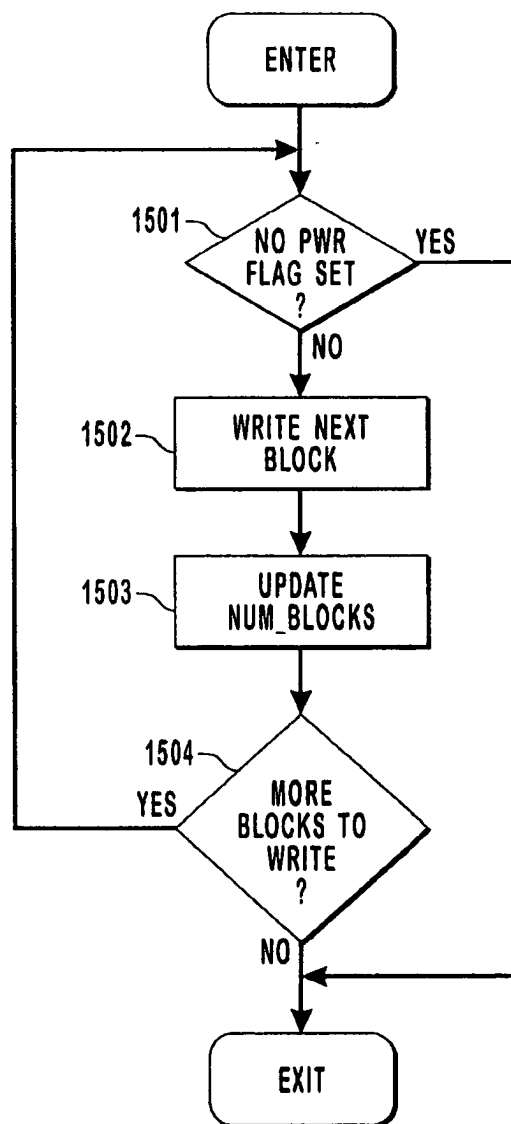 ENTER
1501
NO PWR
FLAG SET
?
YES
NO
1502
WRITE NEXT
BLOCK
1503
UPDATE
NUM_BLOCKS
1504
YES
MORE
BLOCKS TO
WRITE
?
NO
EXIT